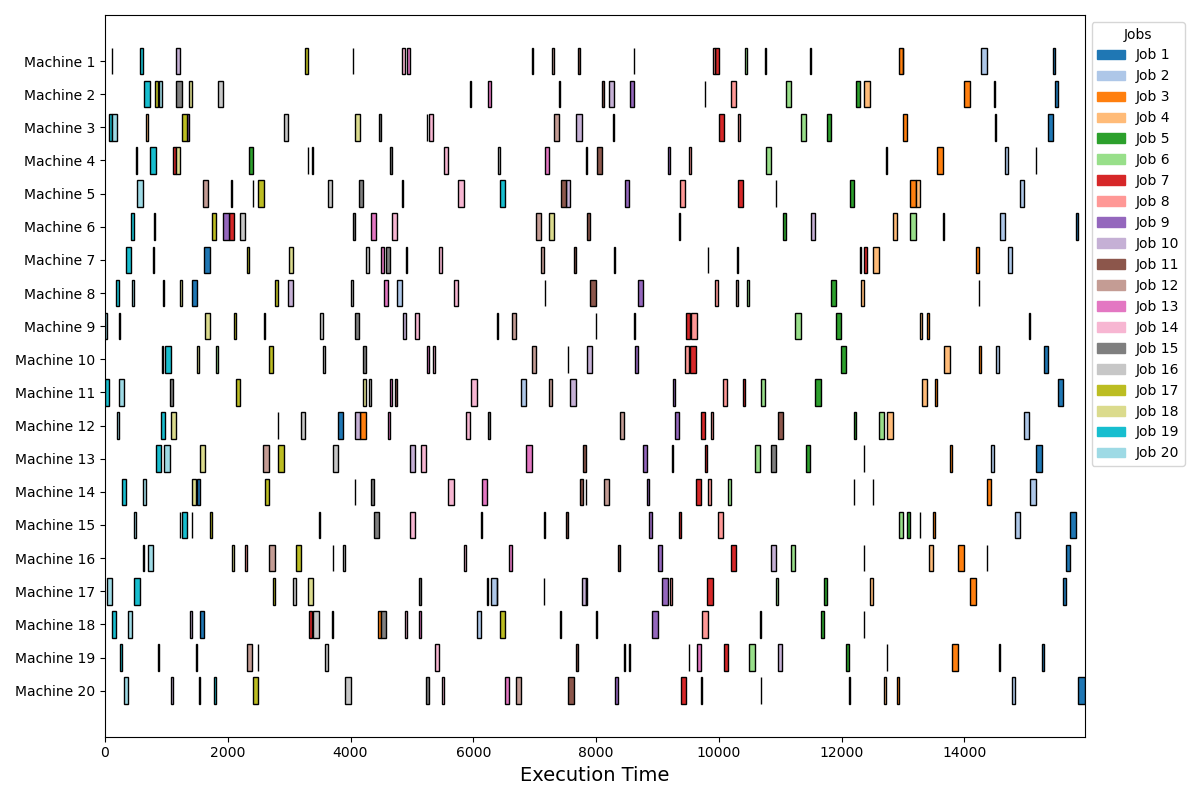 Machine 1
Machine 2
Machine 3
Machine 4
Machine 5
Machine 6
Machine 7
Machine 8
Machine 9
Machine 10
Machine 11
Machine 12
Machine 13
Machine 14
Machine 15
Machine 16
Machine 17
Machine 18
Machine 19
Machine 20
0 2000 4000 6000 8000 10000 12000 14000
Execution Time
Jobs
Job 1
Job 2
Job 3
Job 4
Job 5
Job 6
Job 7
Job 8
Job 9
Job 10
Job 11
Job 12
Job 13
Job 14
Job 15
Job 16
Job 17
Job 18
Job 19
Job 20